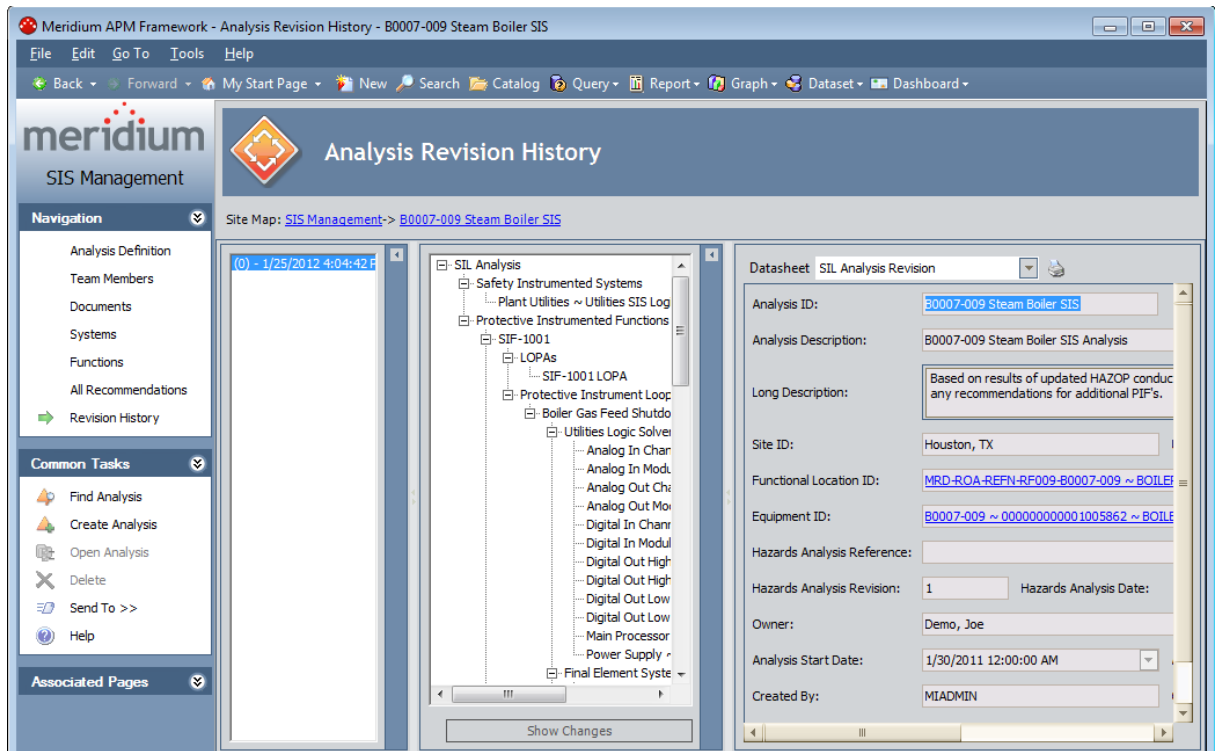 Meridium APM Framework - Analysis Revision History - B0007-009 Steam Boiler SIS
File Edit Go To Tools Help
Back Forward My Start Page New Search Catalog Query Report Graph Dataset Dashboard
meridium
SIS Management
Analysis Revision History
Navigation
Analysis Definition
Team Members
Documents
Systems
Functions
All Recommendations
Revision History
Common Tasks
Find Analysis
Create Analysis
Open Analysis
Delete
Send To >>
Help
Associated Pages
Site Map: SIS Management-> B0007-009 Steam Boiler SIS
(0) - 1/25/2012 4:04:42 P
SIL Analysis
Safety Instrumented Systems
Plant Utilities ~ Utilities SIS Log
Protective Instrumented Functions
SIF-1001
LOPAs
SIF-1001 LOPA
Protective Instrument Loop
Boiler Gas Feed Shutdo
Utilities Logic Solver
Analog In Chan
Analog In Modu
Analog Out Cha
Analog Out Mod
Digital In Chann
Digital In Modul
Digital Out High
Digital Out High
Digital Out Low
Digital Out Low
Main Processor
Power Supply ~
Final Element Syste
Show Changes
Datasheet SIL Analysis Revision
Analysis ID: B0007-009 Steam Boiler SIS
Analysis Description: B0007-009 Steam Boiler SIS Analysis
Long Description: Based on results of updated HAZOP conduc
any recommendations for additional PIF's.
Site ID: Houston, TX
Functional Location ID: MRD-ROA-REFN-RF009-B0007-009 ~ BOILER
Equipment ID: B0007-009 ~ 000000000001005862 ~ BOILE
Hazards Analysis Reference:
Hazards Analysis Revision: 1 Hazards Analysis Date:
Owner: Demo, Joe
Analysis Start Date: 1/30/2011 12:00:00 AM
Created By: MIADMIN